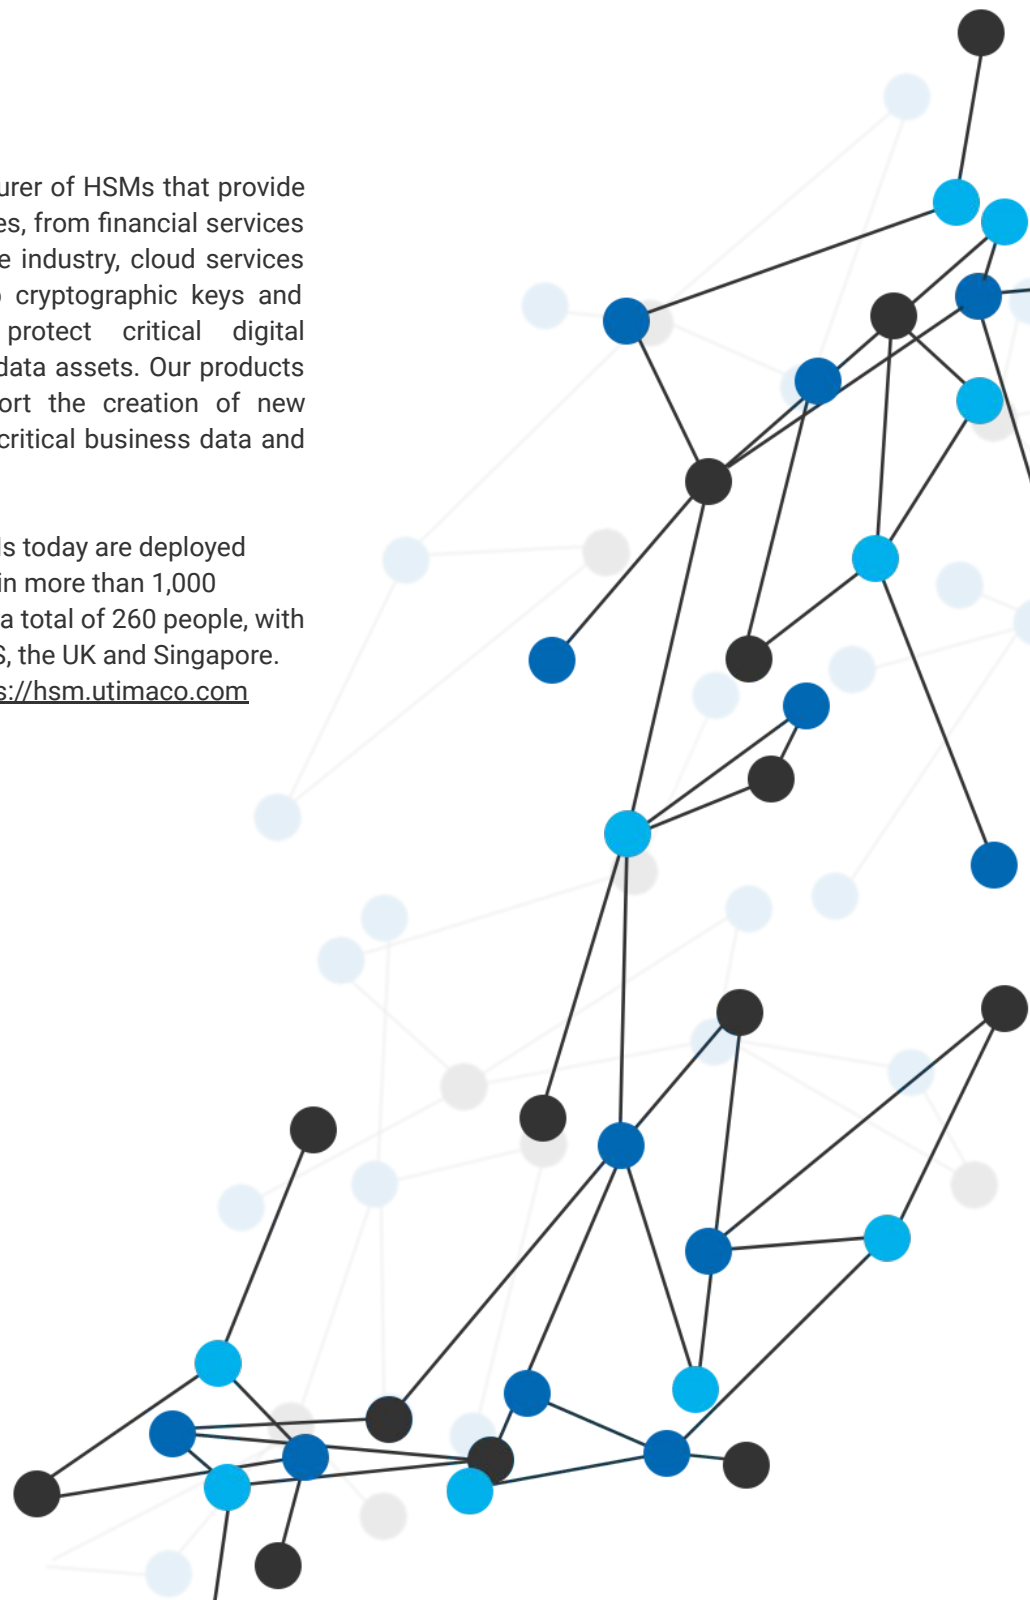 urer of HSMs that provide
es, from financial services
e industry, cloud services
cryptographic keys and
protect critical digital
data assets. Our products
ort the creation of new
critical business data and
ls today are deployed
in more than 1,000
a total of 260 people, with
S, the UK and Singapore.
s://hsm.utimaco.com